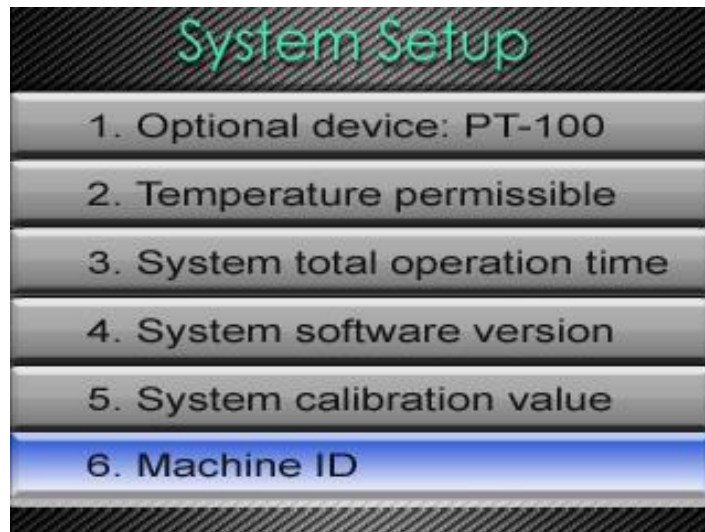 System Setup
1. Optional device: PT-100
2. Temperature permissible
3. System total operation time
4. System software version
5. System calibration value
6. Machine ID